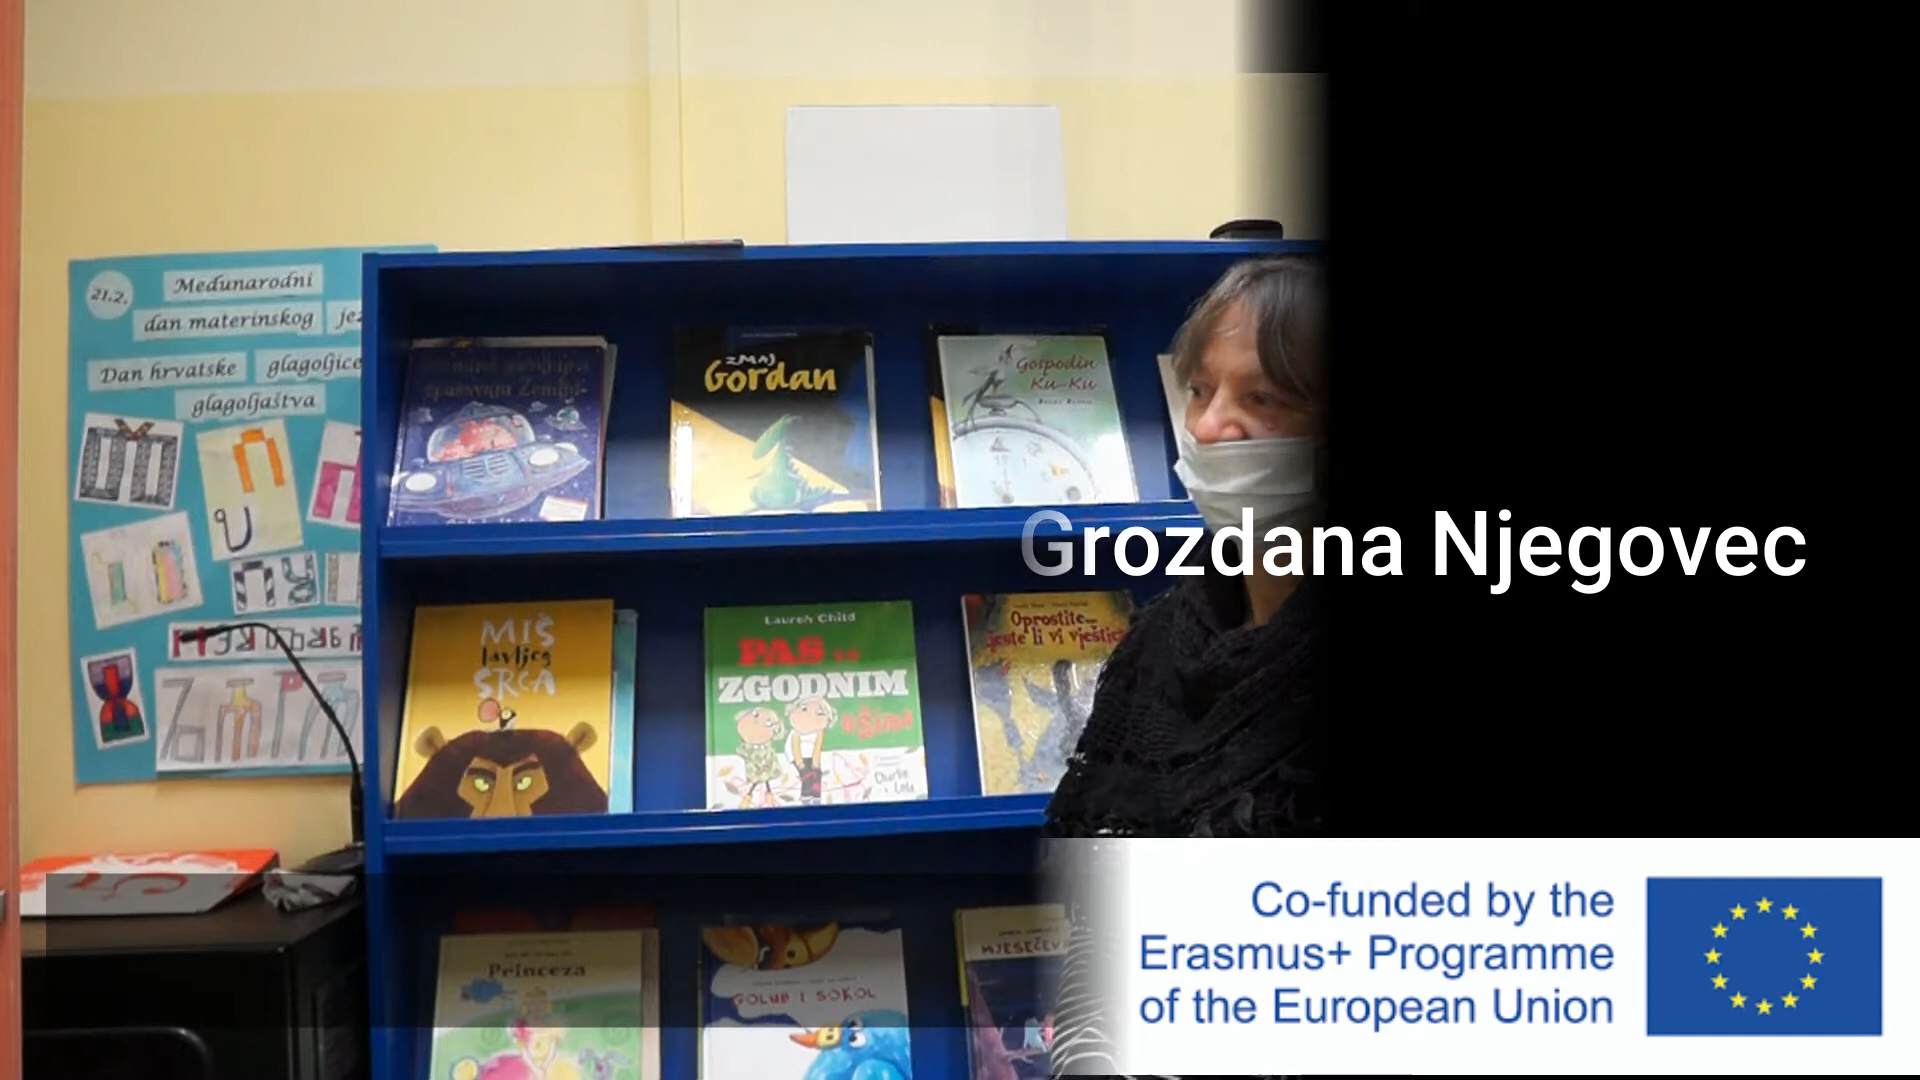 21.2.
Međunarodni
dan materinskog
Dan hrvatske glagoljice
glagoljaštva
ZMAJ
Gordan
Gospodin
Ku-Ku
MIŠ
lavljeg
SRCA
Lauren Child
PAS sa
ZGODNIM
ušima
Charlie
i Lola
Oprostite...
jeste li vi vještica
Princeza
GOLUB I SOKOL
Grozdana Njegovec
Co-funded by the
Erasmus+ Programme
of the European Union